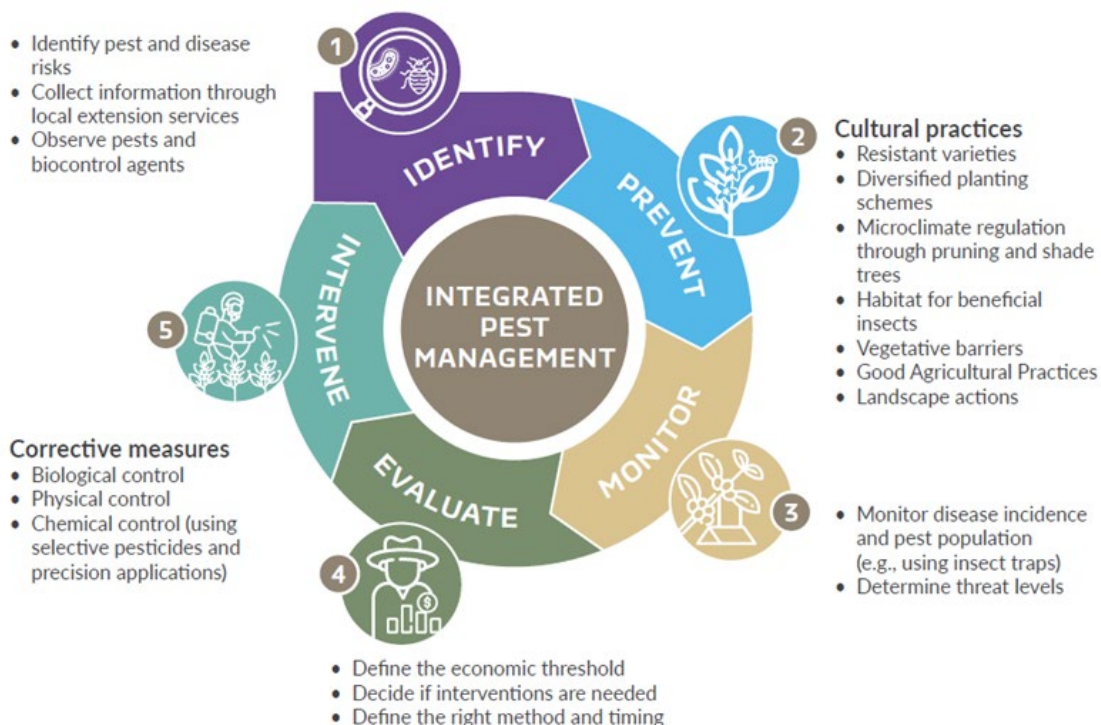 1
IDENTIFY
• Identify pest and disease
risks
• Collect information through
local extension services
• Observe pests and
biocontrol agents
2
PREVENT
Cultural practices
• Resistant varieties
• Diversified planting
schemes
• Microclimate regulation
through pruning and shade
trees
• Habitat for beneficial
insects
• Vegetative barriers
• Good Agricultural Practices
• Landscape actions
INTEGRATED
PEST
MANAGEMENT
3
MONITOR
• Monitor disease incidence
and pest population
(e.g., using insect traps)
• Determine threat levels
4
EVALUATE
$
• Define the economic threshold
• Decide if interventions are needed
• Define the right method and timing
5
INTERVENE
Corrective measures
• Biological control
• Physical control
• Chemical control (using
selective pesticides and
precision applications)